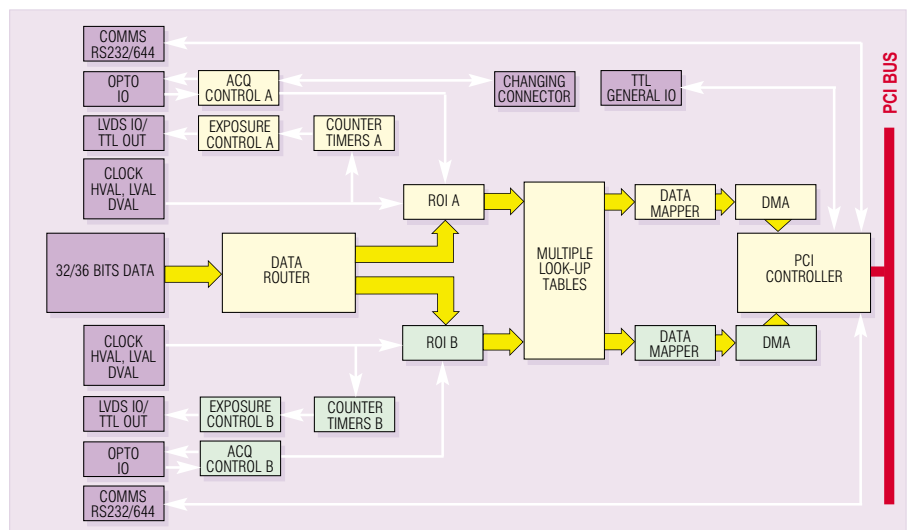 COMMS
RS232/644
OPTO
IO
ACQ
CONTROL A
CHANGING
CONNECTOR
TTL
GENERAL IO
PCI BUS
LVDS IO/
TTL OUT
EXPOSURE
CONTROL A
COUNTER
TIMERS A
CLOCK
HVAL, LVAL
DVAL
ROI A
DATA
MAPPER
DMA
32/36 BITS DATA
DATA
ROUTER
MULTIPLE
LOOK-UP
TABLES
PCI
CONTROLLER
CLOCK
HVAL, LVAL
DVAL
ROI B
DATA
MAPPER
DMA
LVDS IO/
TTL OUT
EXPOSURE
CONTROL B
COUNTER
TIMERS B
OPTO
IO
ACQ
CONTROL B
COMMS
RS232/644